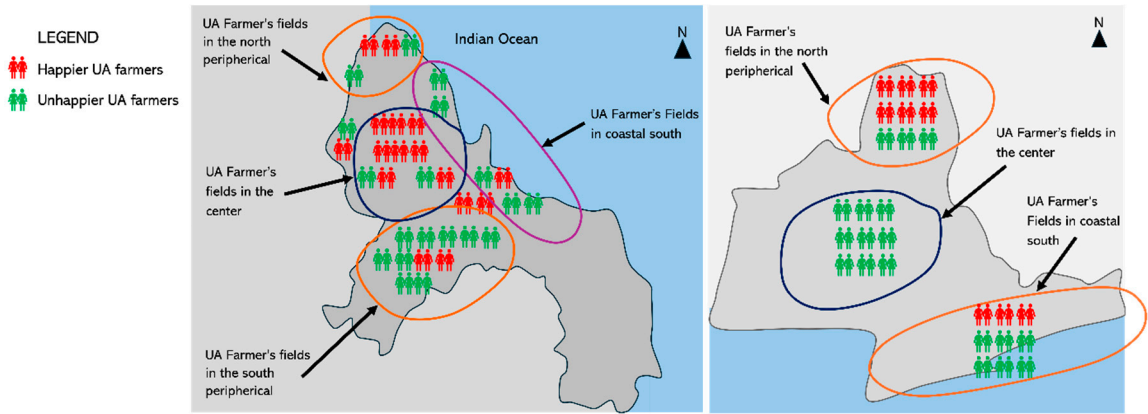 LEGEND
Happier UA farmers
Unhappier UA farmers
UA Farmer's fields
in the north
peripherical
Indian Ocean
N
UA Farmer's Fields
in coastal south
UA Farmer's
fields in the
center
UA Farmer's fields
in the south
peripherical
UA Farmer's
fields in the north
peripherical
N
UA Farmer's fields in
the center
UA Farmer's
Fields in coastal
south